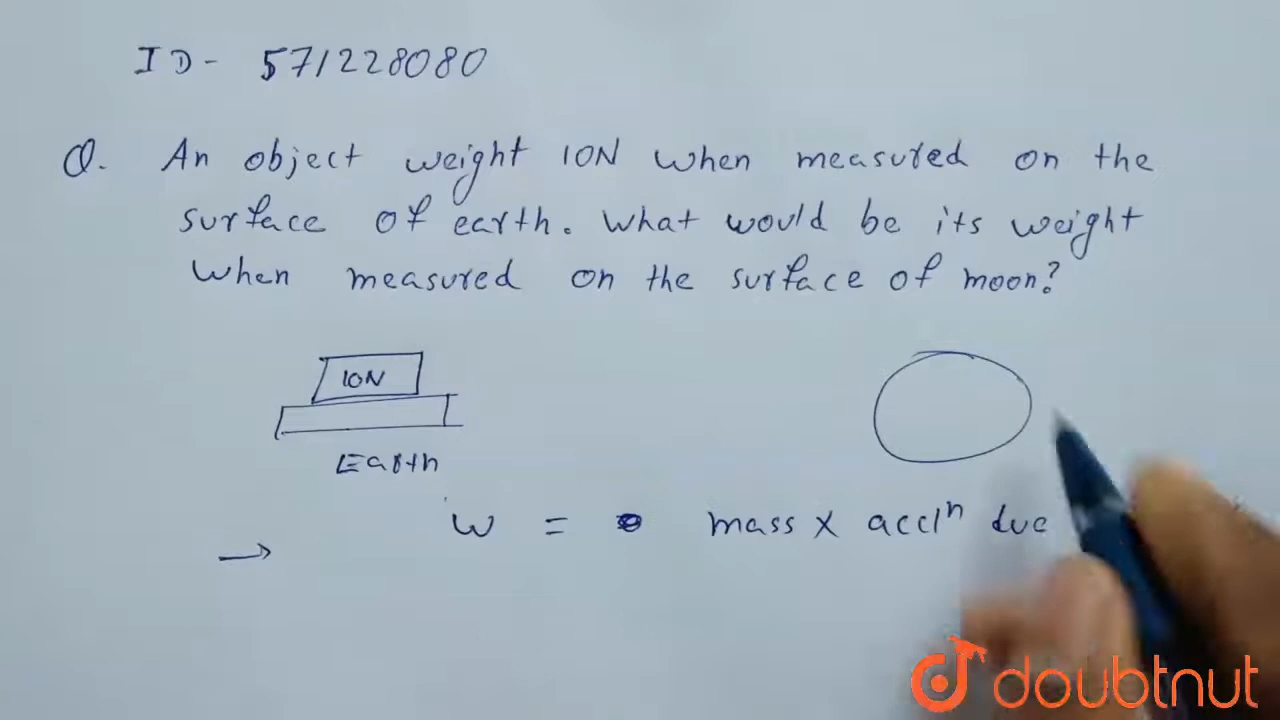 ID- 571228080
Q. An object weight 10N when measured on the
surface of earth. What would be its weight
when measured on the surface of moon?
10N
Earth
→ W = mass X accln due
doubtnut